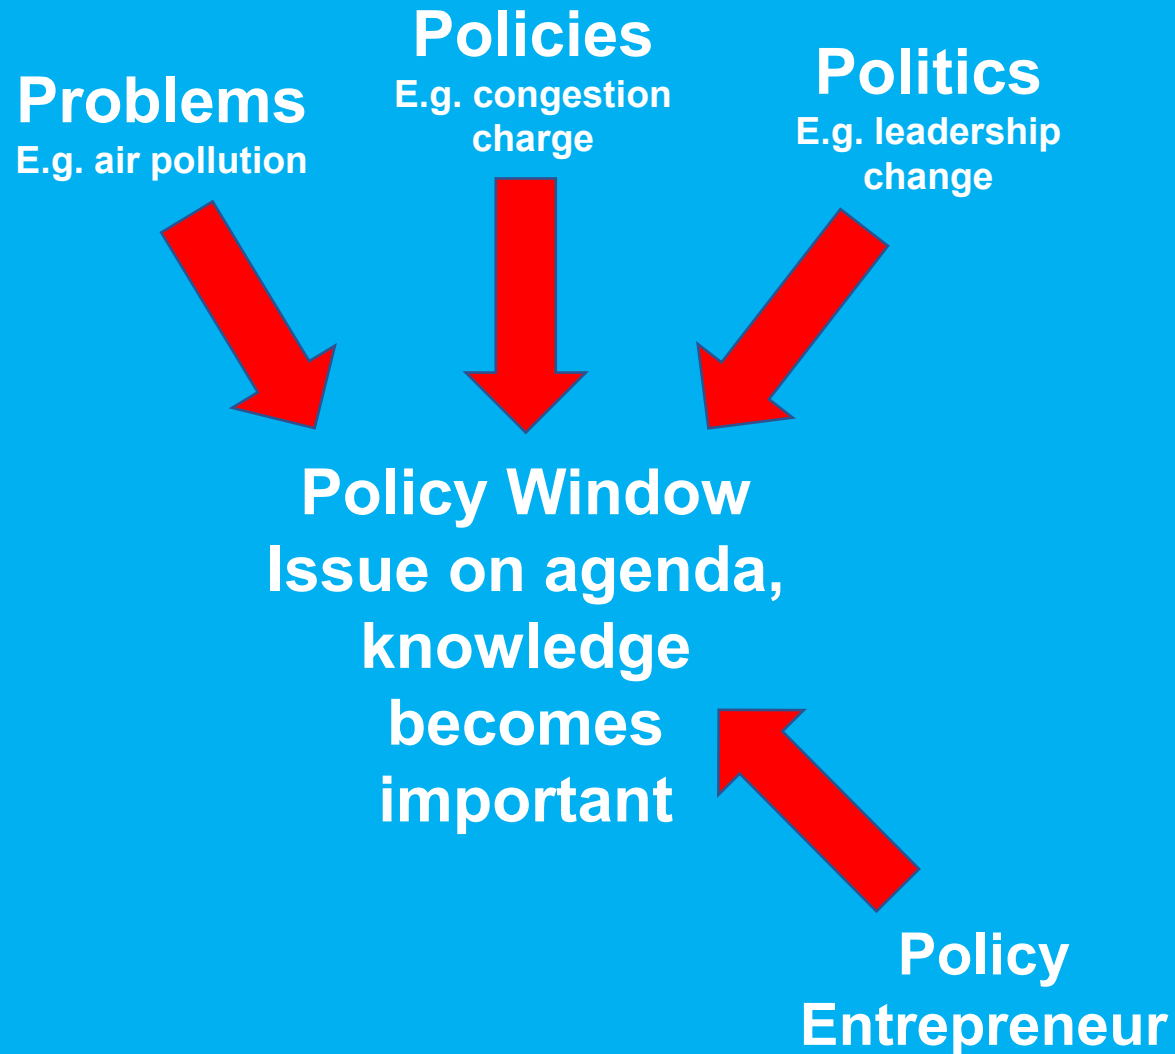 Problems
E.g. air pollution
Policies
E.g. congestion
charge
Politics
E.g. leadership
change
Policy Window
Issue on agenda,
knowledge
becomes
important
Policy
Entrepreneur